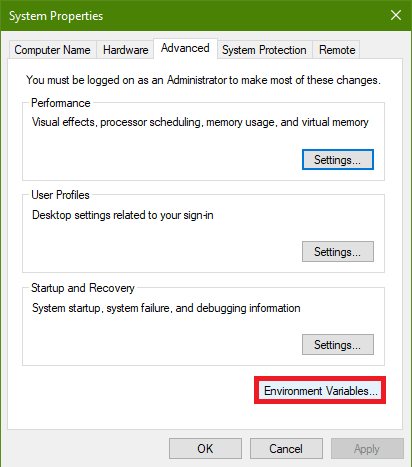 System Properties
Computer Name Hardware Advanced System Protection Remote
You must be logged on as an Administrator to make most of these changes.
Performance
Visual effects, processor scheduling, memory usage, and virtual memory
Settings...
User Profiles
Desktop settings related to your sign-in
Settings...
Startup and Recovery
System startup, system failure, and debugging information
Settings...
Environment Variables...
OK Cancel Apply